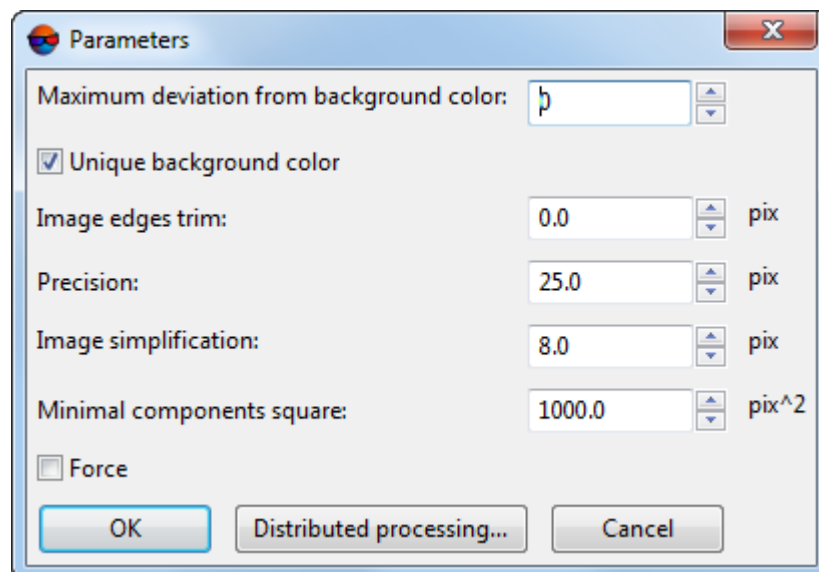 Parameters
Maximum deviation from background color: 0
Unique background color
Image edges trim: 0.0 pix
Precision: 25.0 pix
Image simplification: 8.0 pix
Minimal components square: 1000.0 pix^2
Force
OK Distributed processing... Cancel